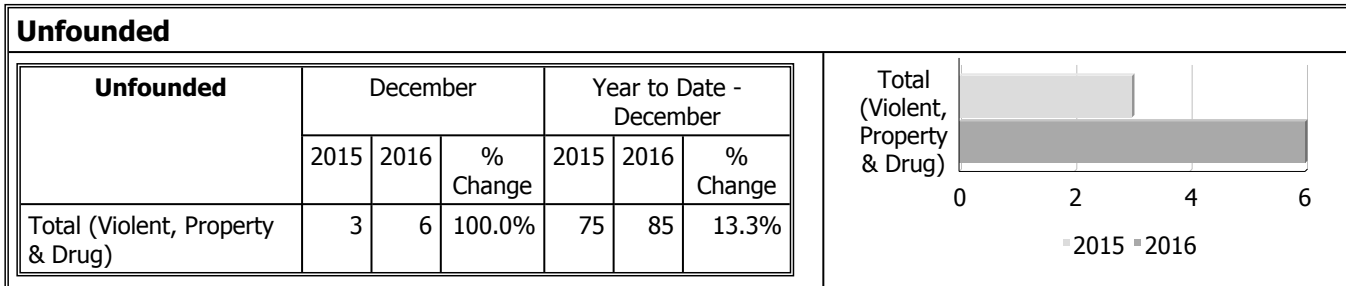 Unfounded
Unfounded December Year to Date -
December
2015 2016 % 2015 2016 %
Change Change
Total (Violent, Property 3 6 100.0% 75 85 13.3%
& Drug)
Total
(Violent,
Property
& Drug)
0 2 4 6
2015 2016